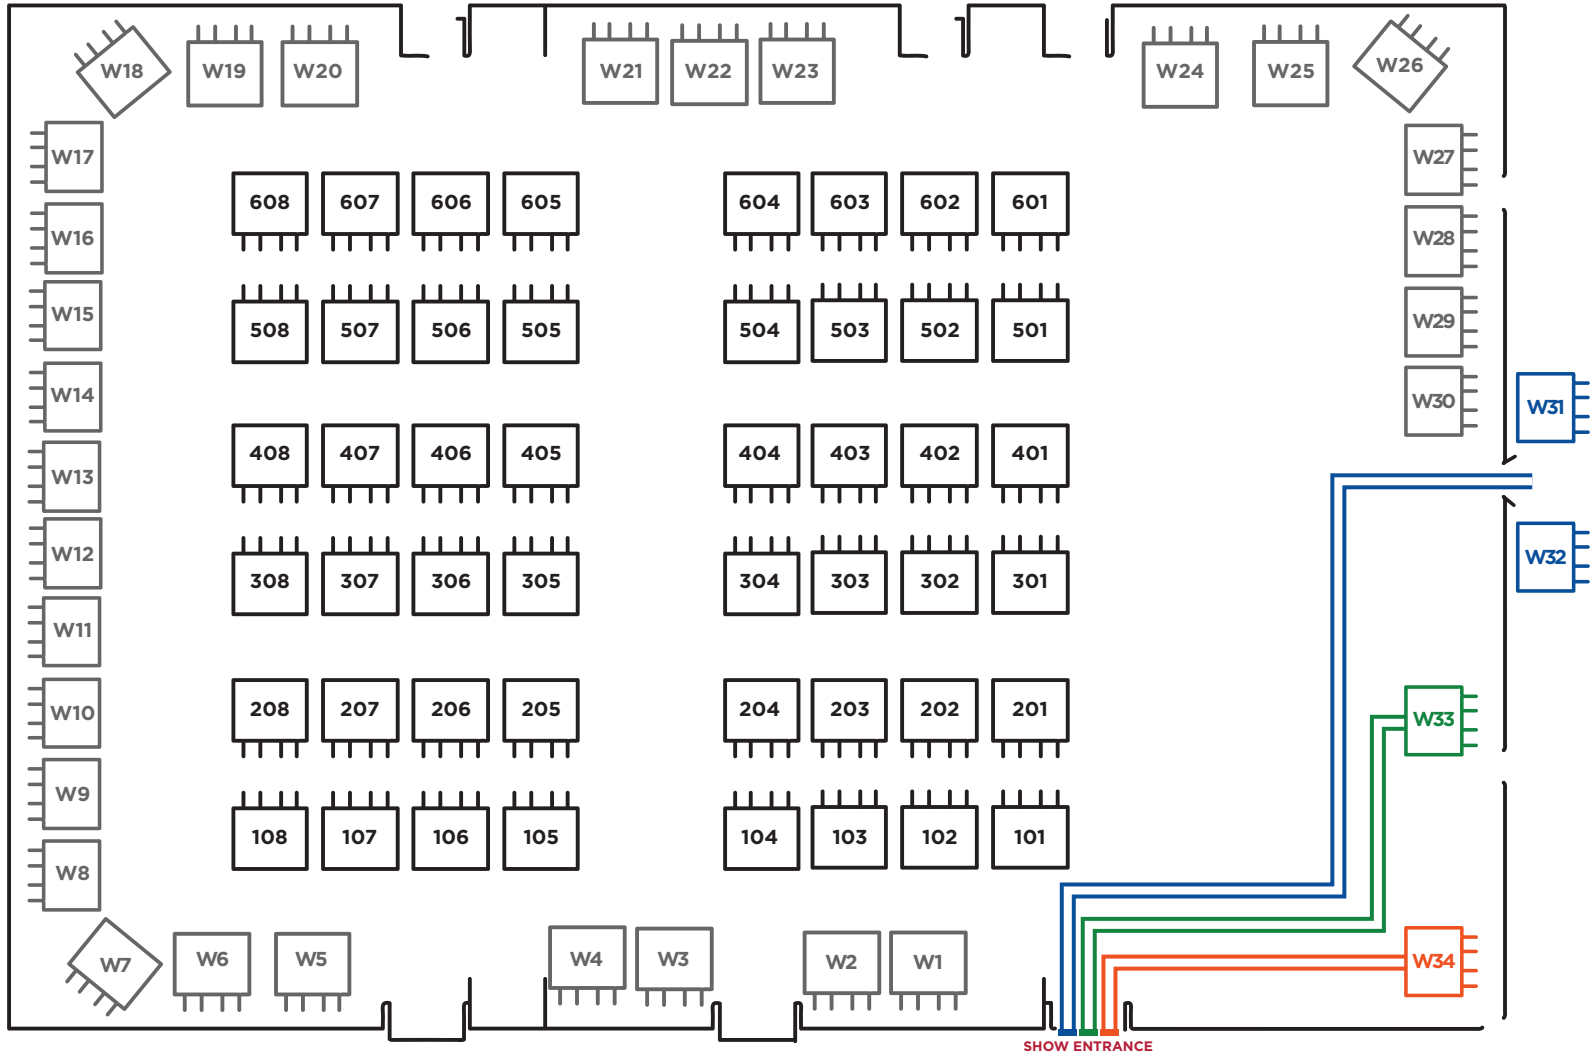 W18 W19 W20 W21 W22 W23 W24 W25 W26
W17 W27
608 607 606 605 604 603 602 601
W16 W28
W15 W29
508 507 506 505 504 503 502 501
W14 W30 W31
408 407 406 405 404 403 402 401
W13
W12 W32
308 307 306 305 304 303 302 301
W11
W10 208 207 206 205 204 203 202 201 W33
W9
108 107 106 105 104 103 102 101
W8
W7 W6 W5 W4 W3 W2 W1 W34
SHOW ENTRANCE